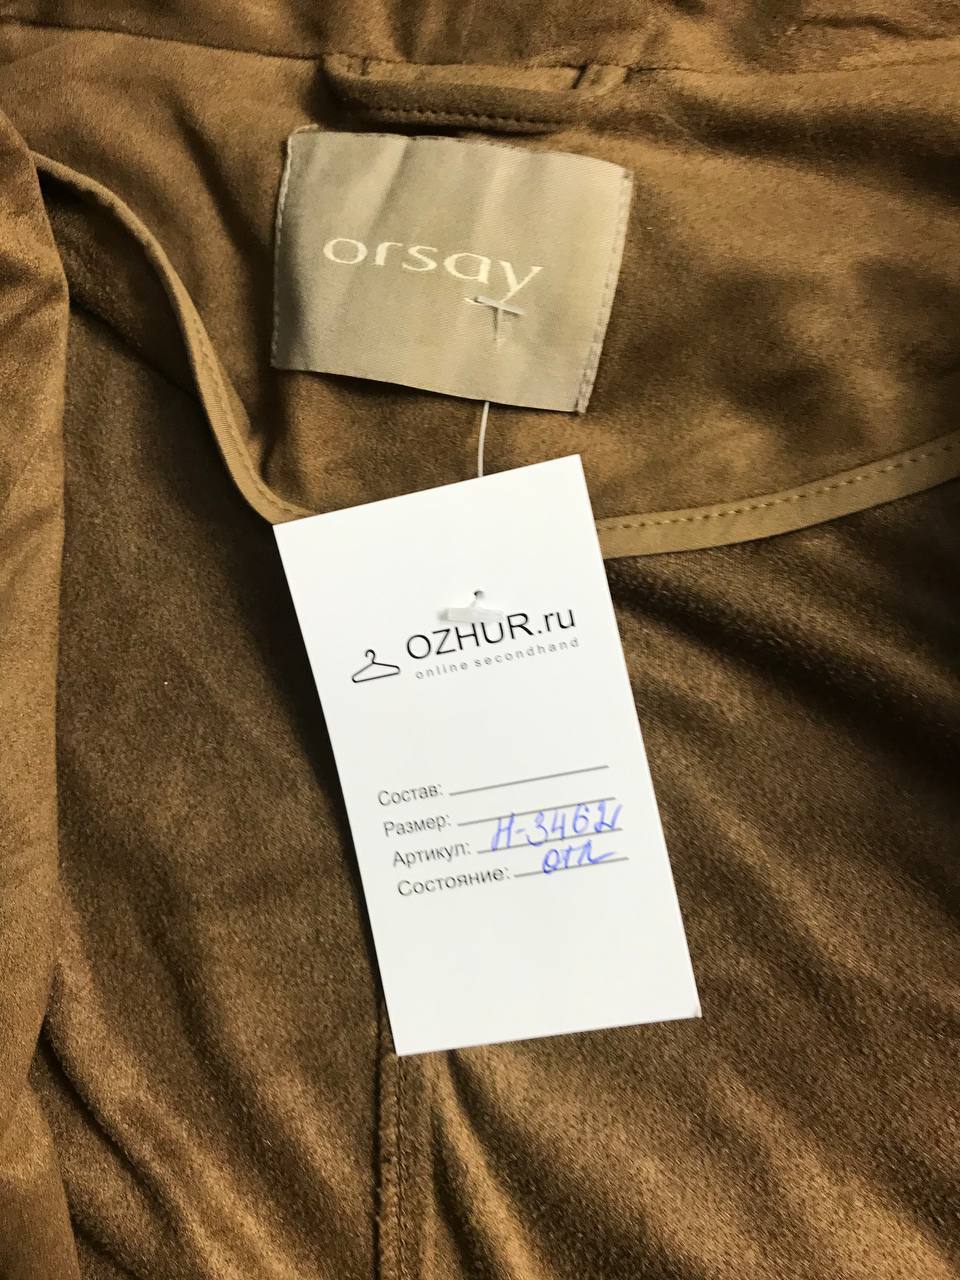 orsay
OZHUR.ru
online secondhand
Состав:
Размер:
Артикул: Н-3462
Состояние: отл